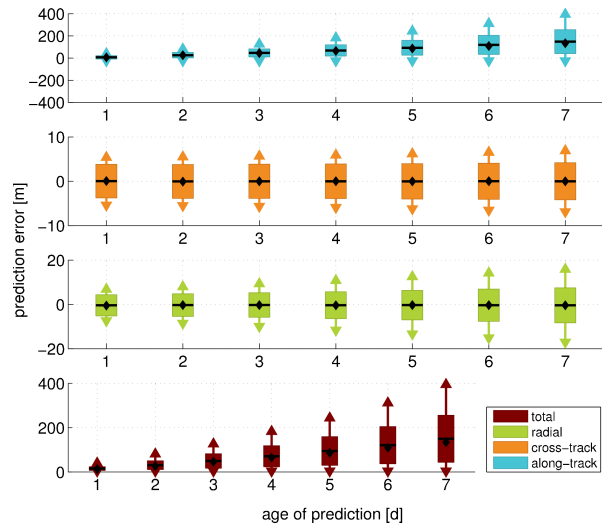 400
200
0
−200
−400
1 2 3 4 5 6 7
10
0
−10
1 2 3 4 5 6 7
prediction error [m]
20
0
−20
1 2 3 4 5 6 7
400
200
0
1 2 3 4 5 6 7
total
radial
cross−track
along−track
age of prediction [d]